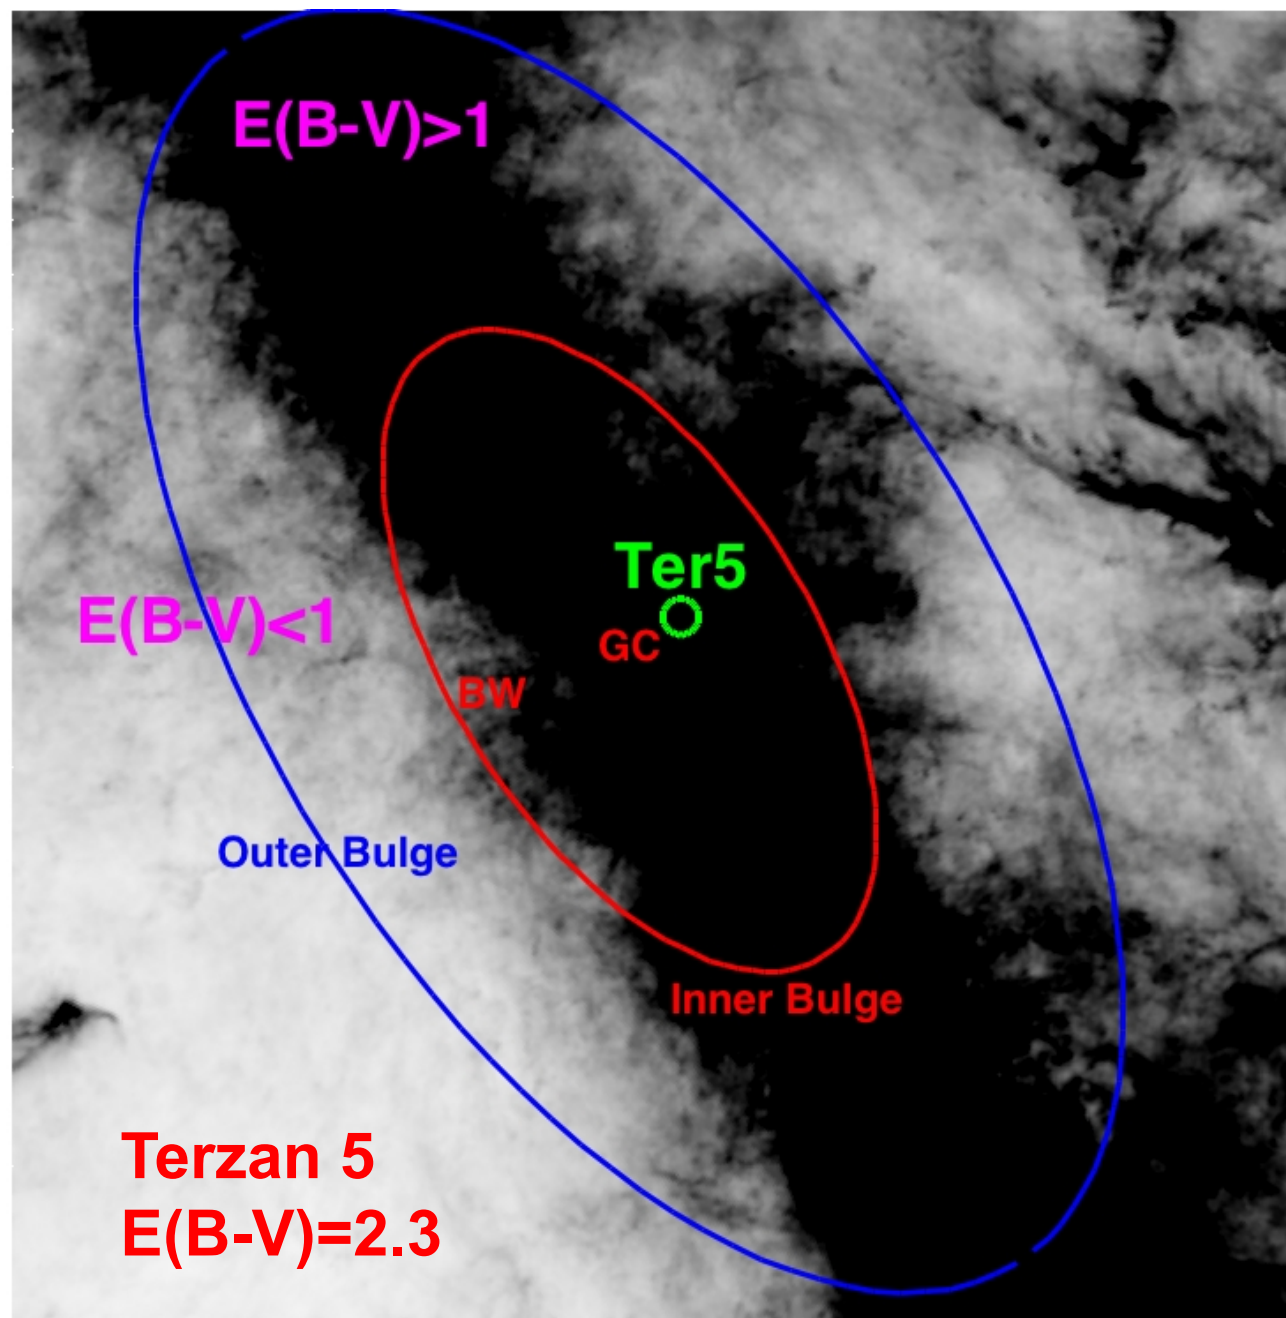 E(B-V)>1
Ter5
GC
E(B-V)<1
BW
Outer Bulge
Inner Bulge
Terzan 5
E(B-V)=2.3